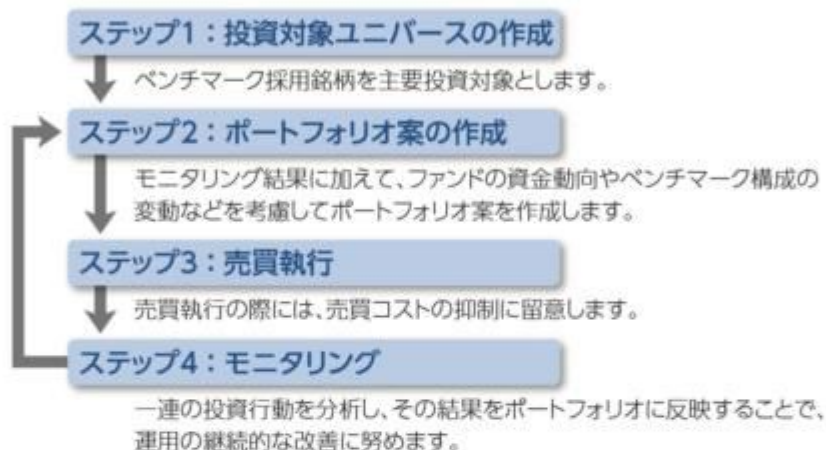 ステップ1：投資対象ユニバースの作成
ベンチマーク採用銘柄を主要投資対象とします。
ステップ2：ポートフォリオ案の作成
モニタリング結果に加えて、ファンドの資金動向やベンチマーク構成の
変動などを考慮してポートフォリオ案を作成します。
ステップ3：売買執行
売買執行の際には、売買コストの抑制に留意します。
ステップ4：モニタリング
一連の投資行動を分析し、その結果をポートフォリオに反映することで、
運用の継続的な改善に努めます。